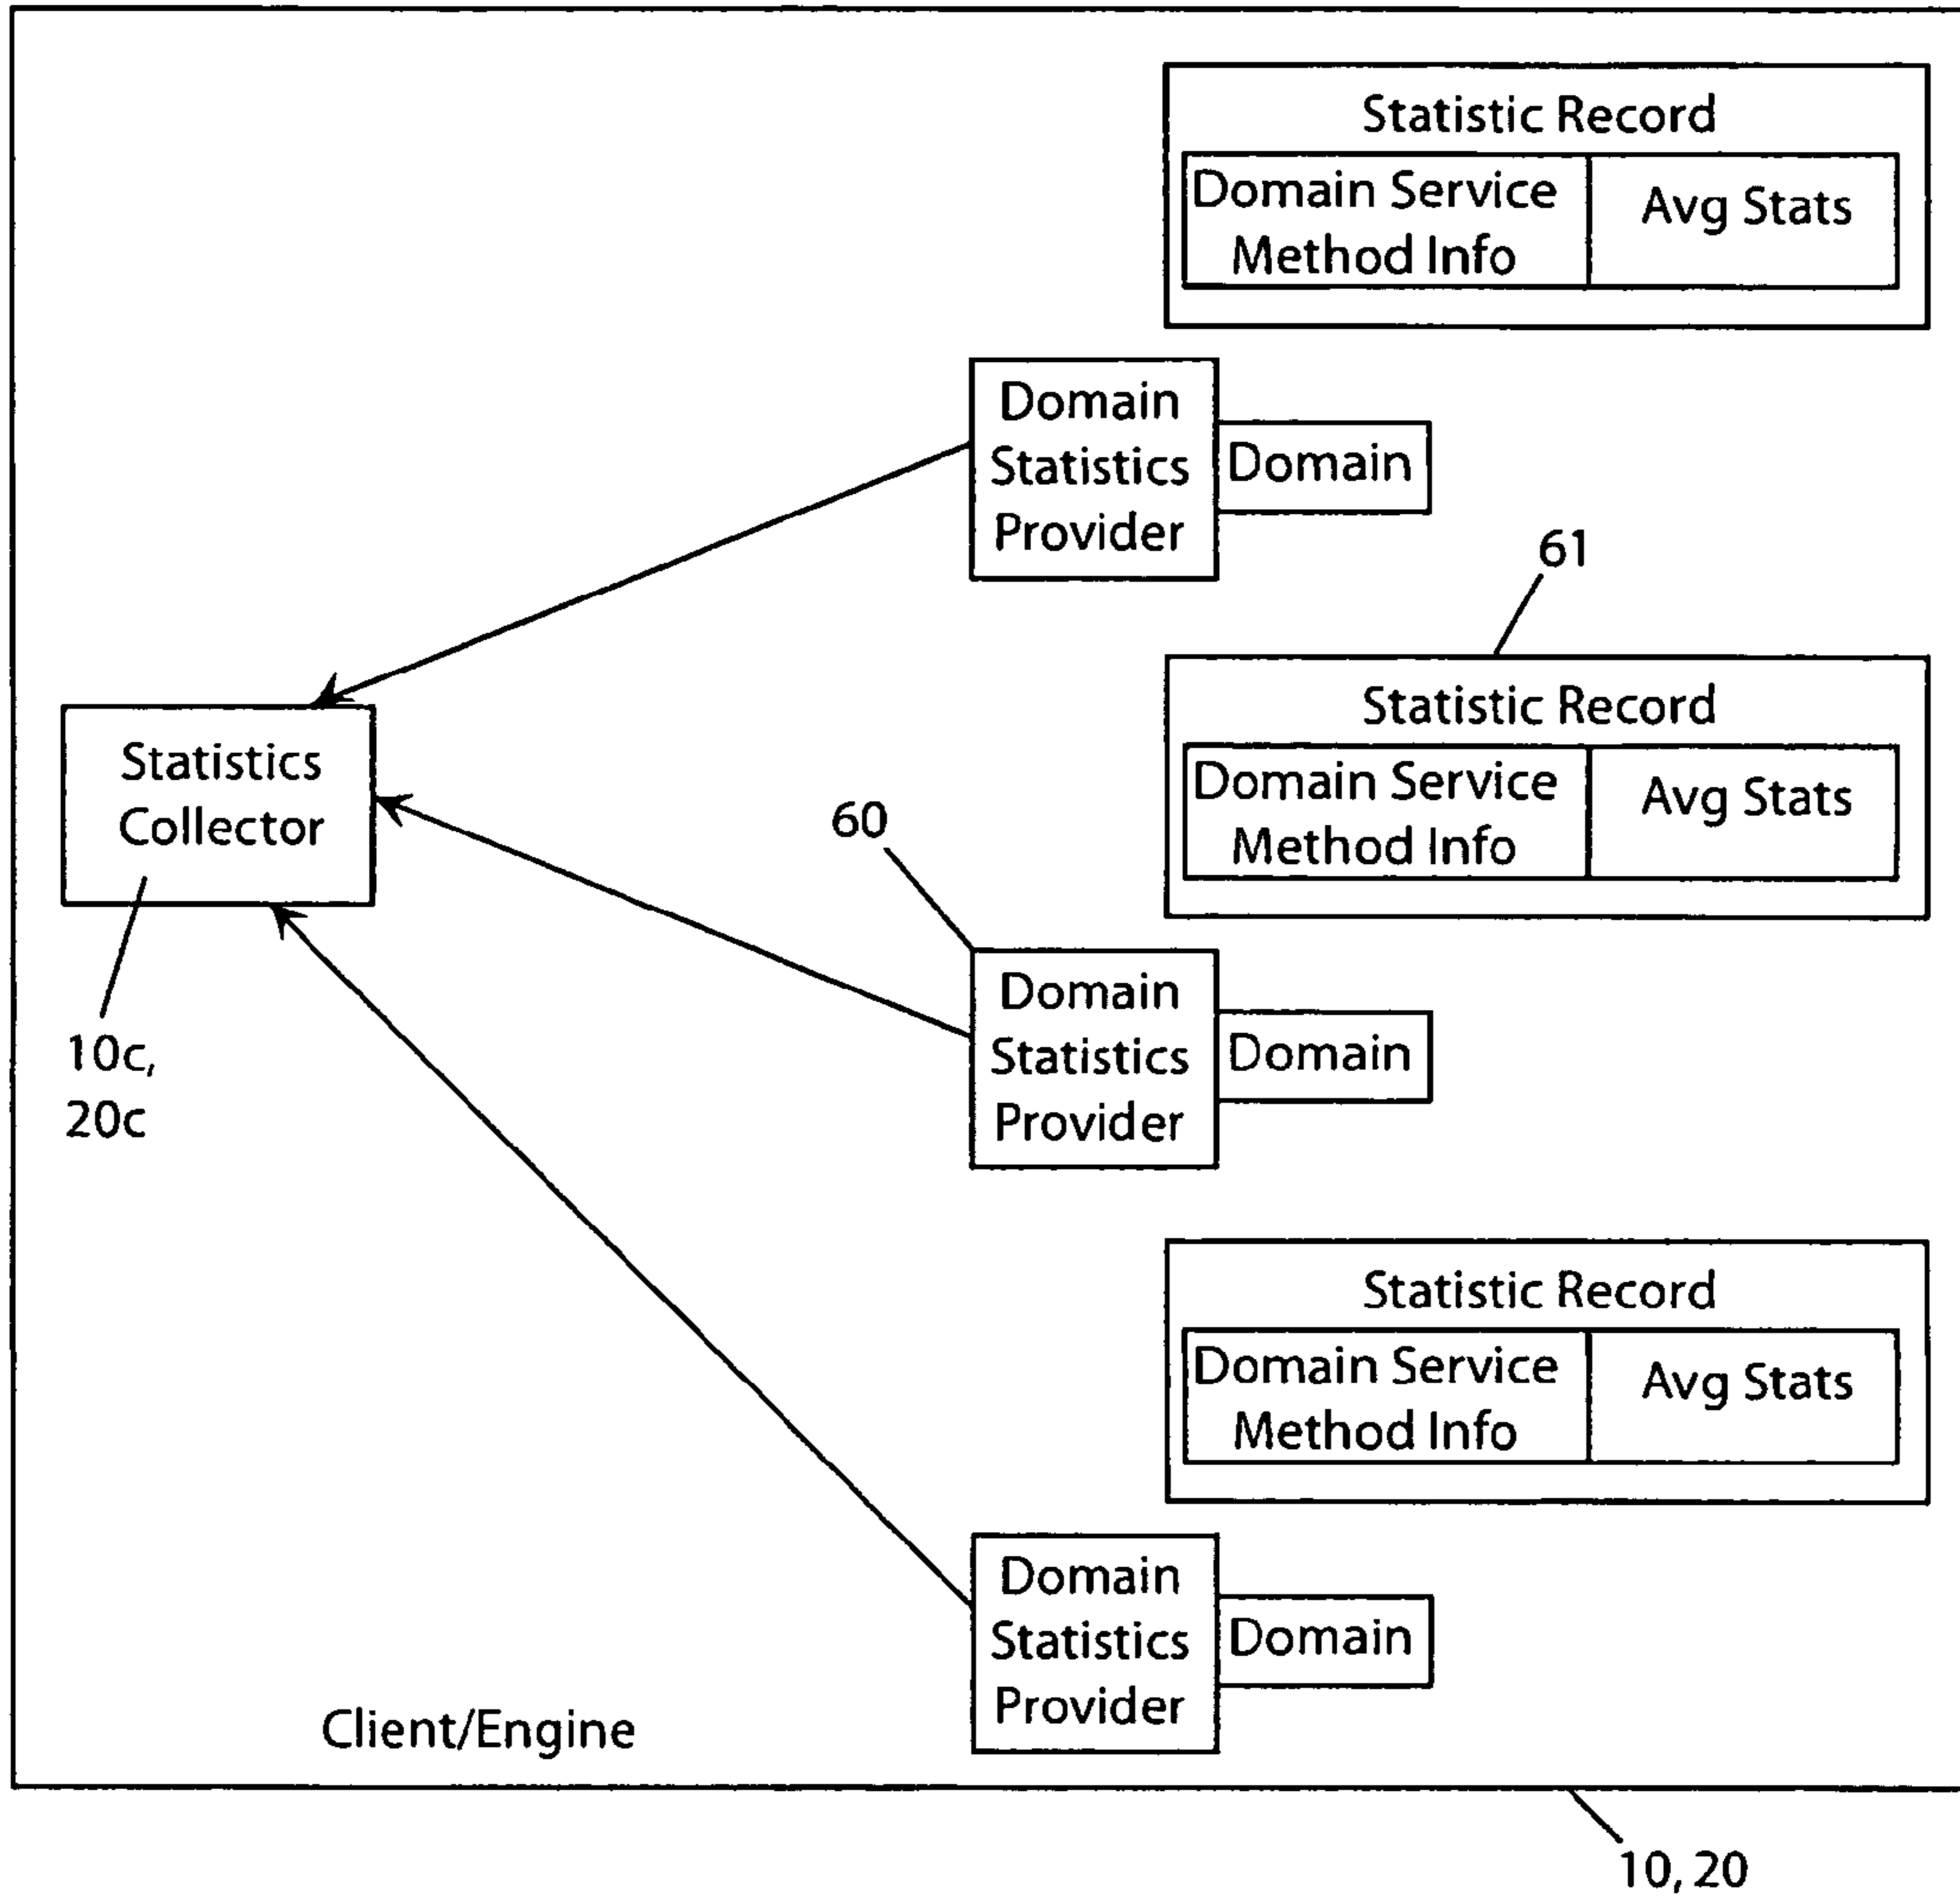 Statistic Record
Domain Service
Method Info
Avg Stats
Domain
Statistics
Provider
Domain
61
Statistic Record
Domain Service
Method Info
Avg Stats
Statistics
Collector
60
10c,
20c
Domain
Statistics
Provider
Domain
Statistic Record
Domain Service
Method Info
Avg Stats
Domain
Statistics
Provider
Domain
Client/Engine
10, 20